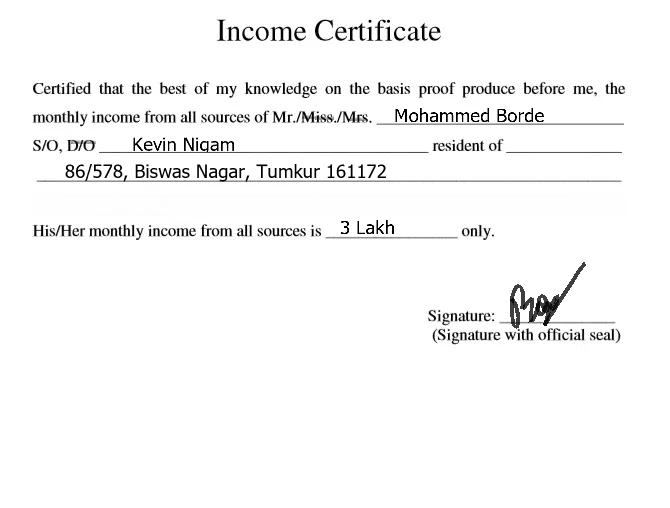 Income Certificate
Certified that the best of my knowledge on the basis proof produce before me, the
monthly income from all sources of Mr./Miss./Mrs. Mohammed Borde
S/O, D/O Kevin Nigam resident of
86/578, Biswas Nagar, Tumkur 161172
His/Her monthly income from all sources is 3 Lakh only.
Signature:
(Signature with official seal)